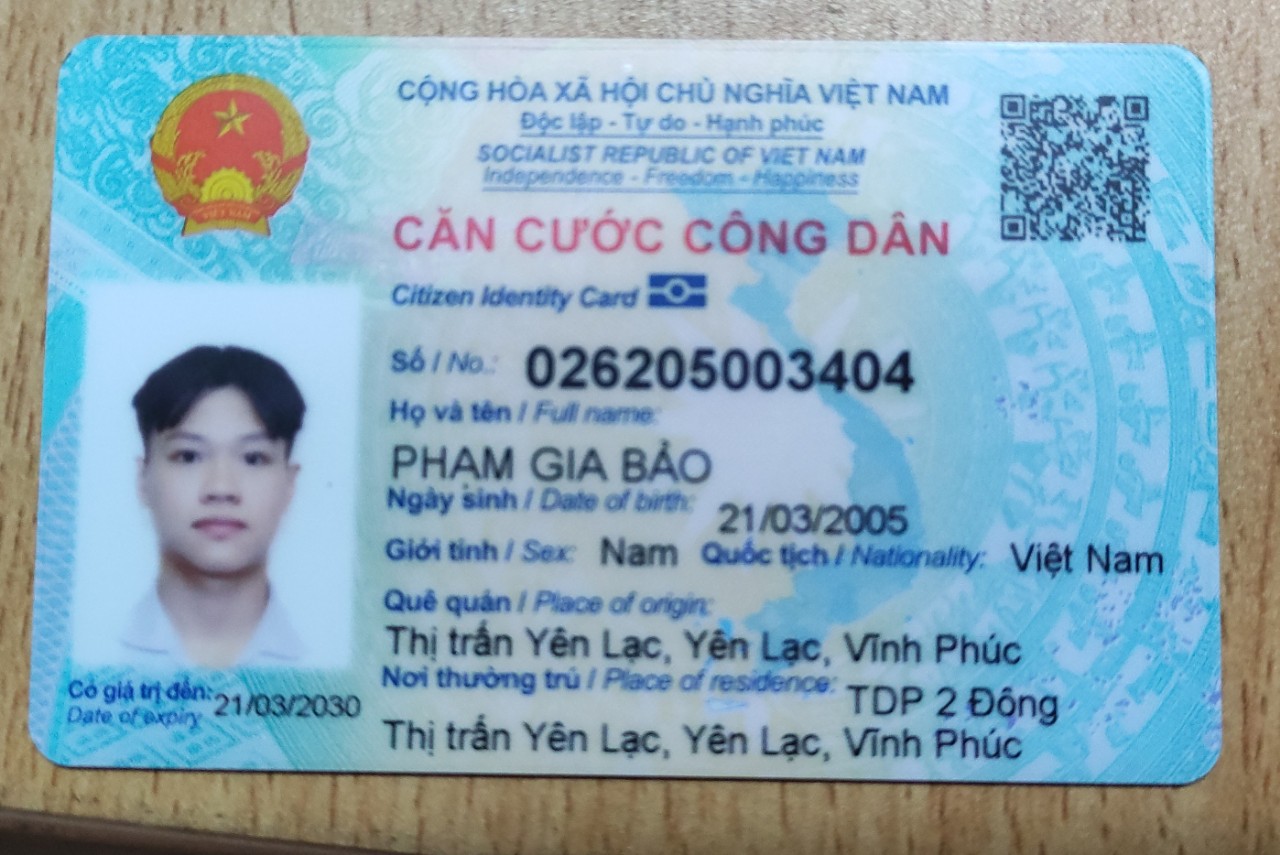 CỘNG HÒA XÃ HỘI CHỦ NGHĨA VIỆT NAM
Độc lập - Tự do - Hạnh phúc
SOCIALIST REPUBLIC OF VIET NAM
Independence - Freedom - Happiness
CĂN CƯỚC CÔNG DÂN
Citizen Identity Card
Số / No.: 026205003404
Họ và tên / Full name:
PHẠM GIA BẢO
Ngày sinh / Date of birth: 21/03/2005
Giới tính / Sex: Nam Quốc tịch / Nationality: Việt Nam
Quê quán / Place of origin:
Thị trấn Yên Lạc, Yên Lạc, Vĩnh Phúc
Nơi thường trú / Place of residence: TDP 2 Đông
Thị trấn Yên Lạc, Yên Lạc, Vĩnh Phúc
Có giá trị đến: 21/03/2030
Date of expiry
VIỆT NAM